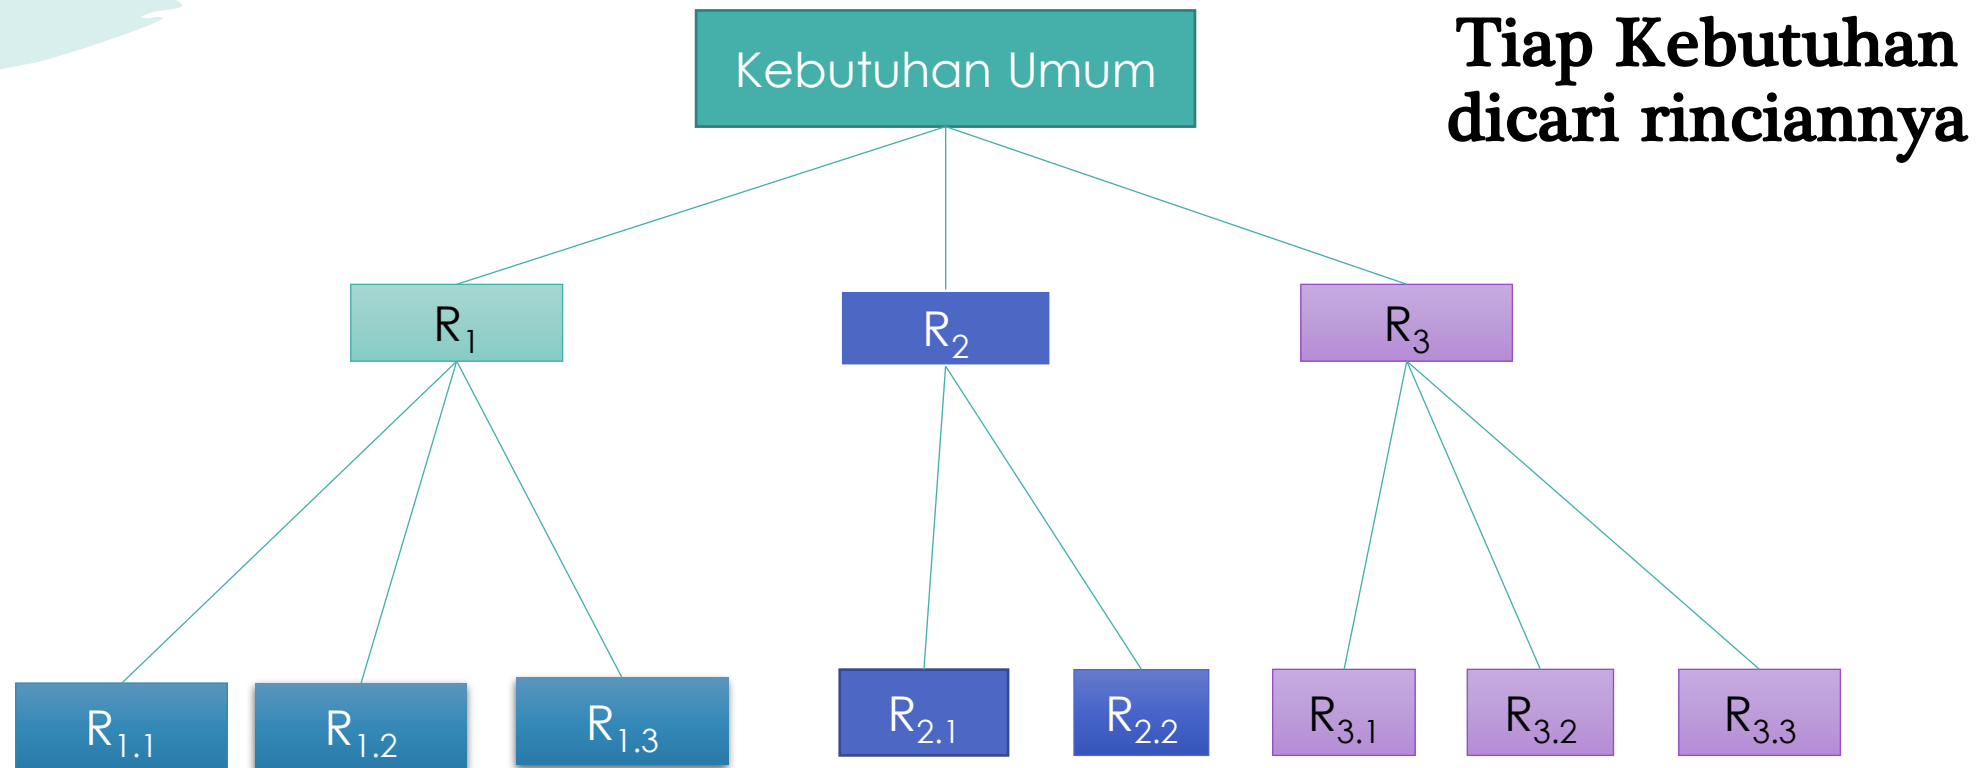 Kebutuhan Umum
Tiap Kebutuhan
dicari rinciannya
R₁
R₂
R₃
R₁.₁
R₁.₂
R₁.₃
R₂.₁
R₂.₂
R₃.₁
R₃.₂
R₃.₃